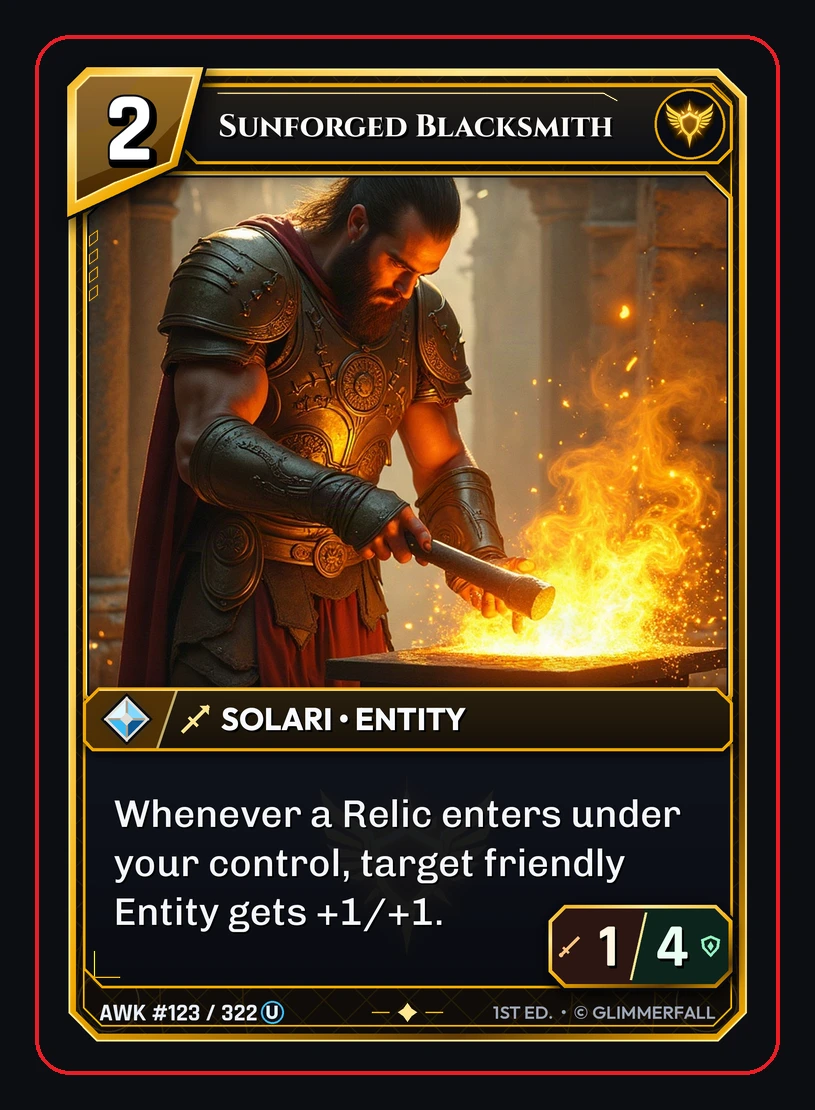 2
Sunforged Blacksmith
SOLARI • ENTITY
Whenever a Relic enters under
your control, target friendly
Entity gets +1/+1.
1 / 4
AWK #123 / 322 U
1ST ED. • © GLIMMERFALL